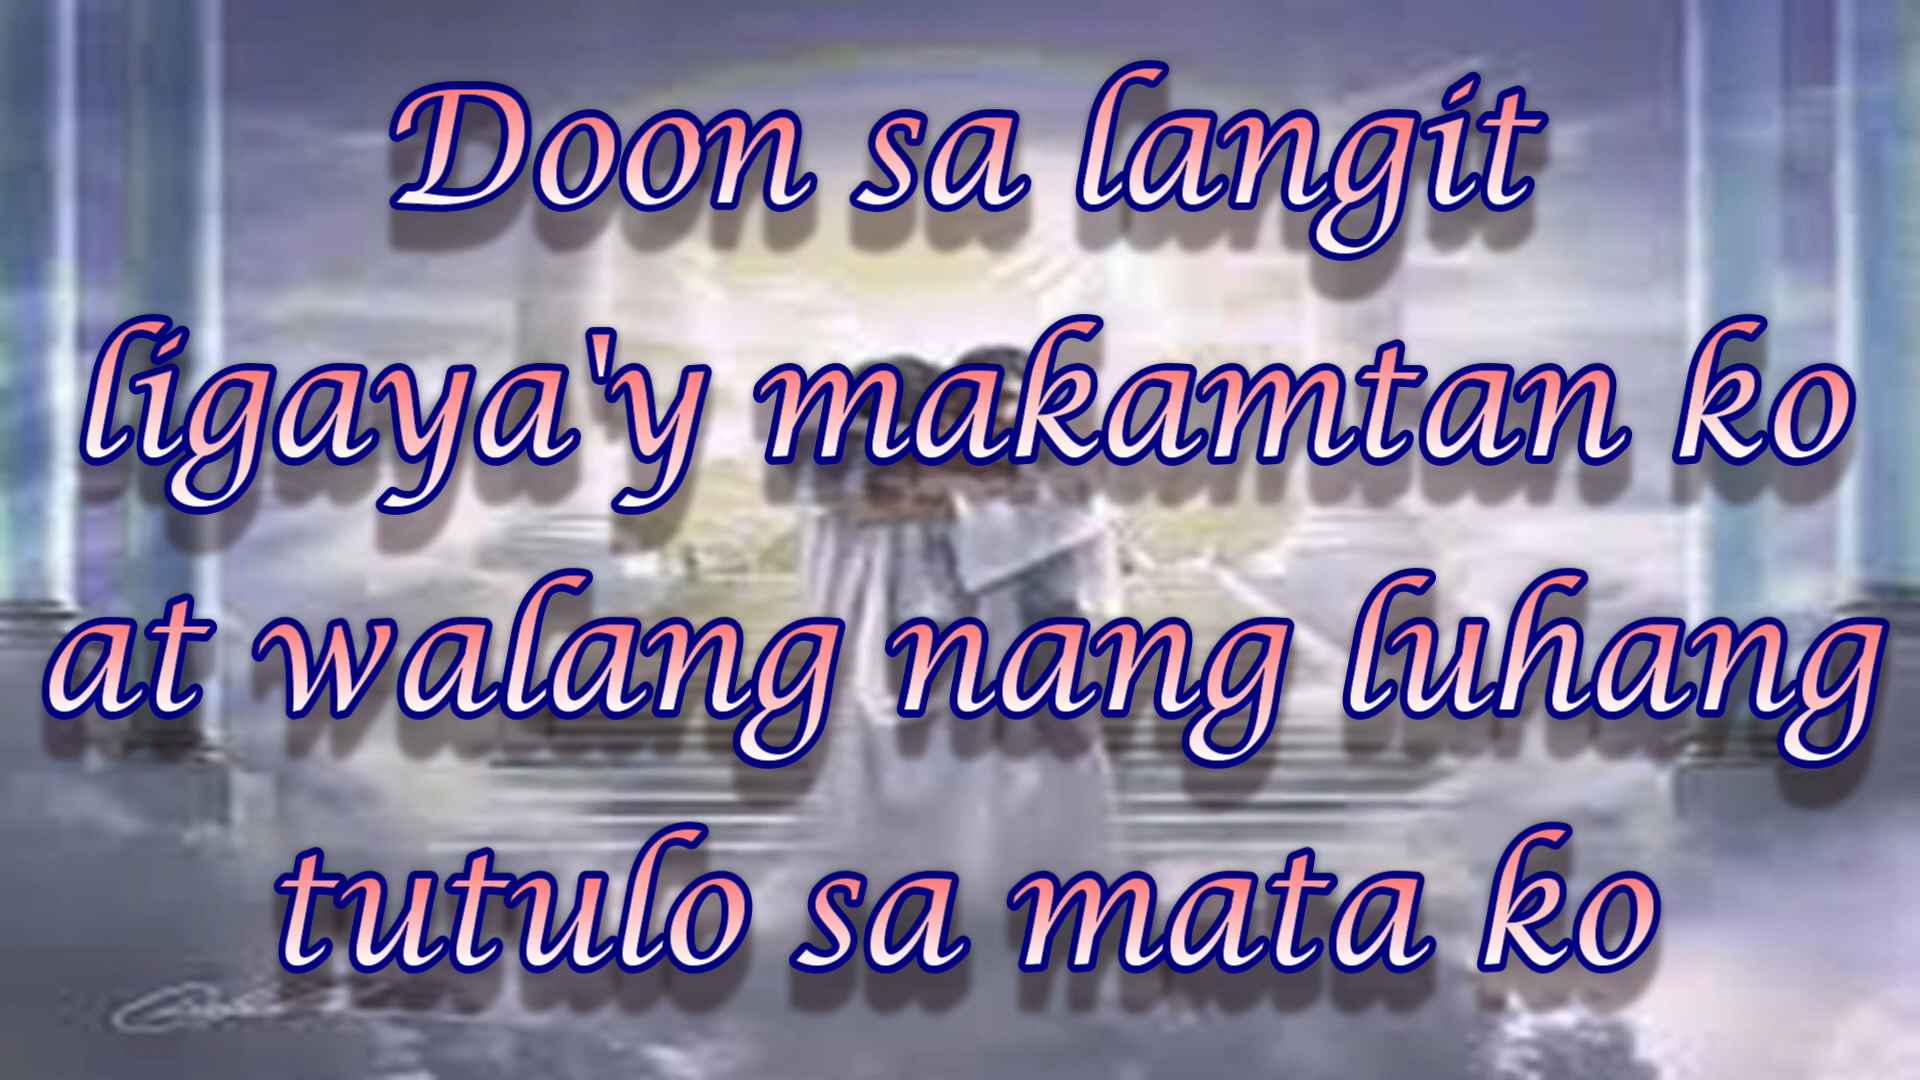 Doon sa langit
ligaya'y makamtan ko
at walang nang luhang
tutulo sa mata ko